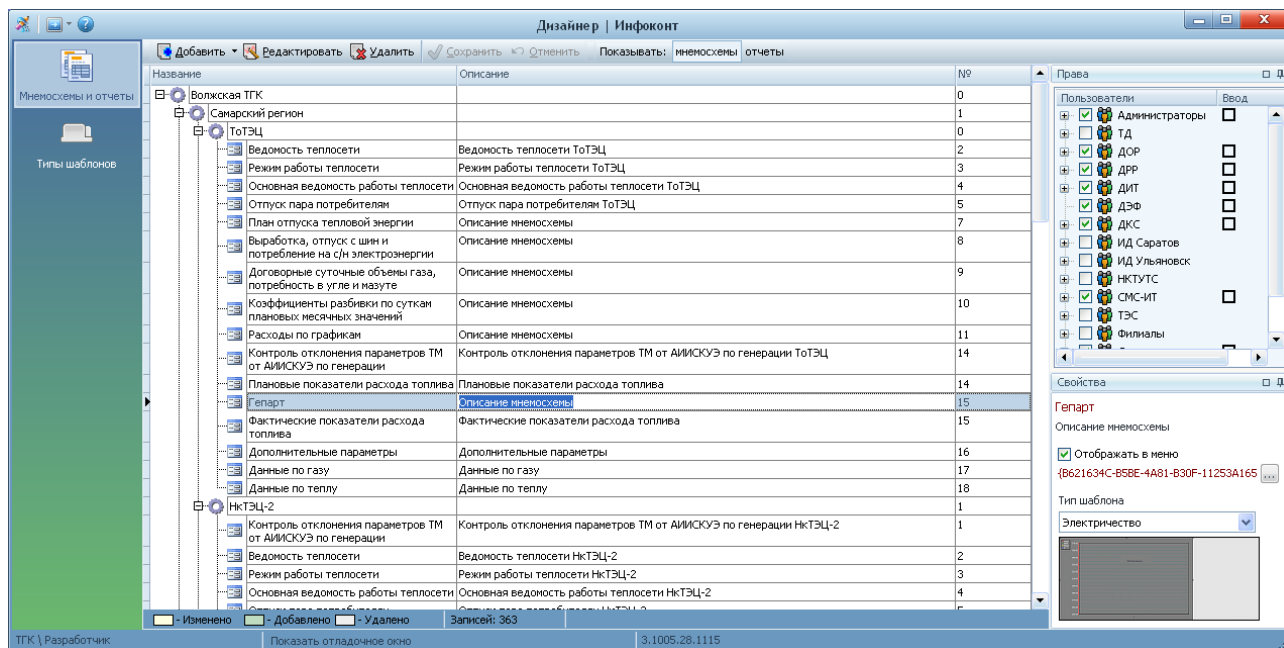 Дизайнер | Инфоконт
Добавить Редактировать Удалить Сохранить Отменить Показывать: мнемосхемы отчеты
Мнемосхемы и отчеты
Типы шаблонов
Название Описание №
Волжская ТГК 0
Самарский регион 1
ТоТЭЦ 0
Ведомость теплосети Ведомость теплосети ТоТЭЦ 2
Режим работы теплосети Режим работы теплосети ТоТЭЦ 3
Основная ведомость работы теплосети Основная ведомость работы теплосети ТоТЭЦ 4
Отпуск пара потребителям Отпуск пара потребителям ТоТЭЦ 5
План отпуска тепловой энергии Описание мнемосхемы 7
Выработка, отпуск с шин и Описание мнемосхемы 8
потребление на с/н электроэнергии
Договорные суточные объемы газа, Описание мнемосхемы 9
потребность в угле и мазуте
Коэффициенты разбивки по суткам Описание мнемосхемы 10
плановых месячных значений
Расходы по графикам Описание мнемосхемы 11
Контроль отклонения параметров ТМ Контроль отклонения параметров ТМ от АИИСКУЭ по генерации ТоТЭЦ 14
от АИИСКУЭ по генерации
Плановые показатели расхода топлива Плановые показатели расхода топлива 14
Гепарт Описание мнемосхемы 15
Фактические показатели расхода Фактические показатели расхода топлива 15
топлива
Дополнительные параметры Дополнительные параметры 16
Данные по газу Данные по газу 17
Данные по теплу Данные по теплу 18
НкТЭЦ-2 1
Контроль отклонения параметров ТМ Контроль отклонения параметров ТМ от АИИСКУЭ по генерации НкТЭЦ-2 1
от АИИСКУЭ по генерации
Ведомость теплосети Ведомость теплосети НкТЭЦ-2 2
Режим работы теплосети Режим работы теплосети НкТЭЦ-2 3
Основная ведомость работы теплосети Основная ведомость работы теплосети НкТЭЦ-2 4
- Изменено - Добавлено - Удалено Записей: 363
Права
Пользователи Ввод
Администраторы
ТД
ДОР
ДРР
ДИТ
ДЭФ
ДКС
ИД Саратов
ИД Ульяновск
НКТУТС
СМС-ИТ
ТЭС
Филиалы
Свойства
Гепарт
Описание мнемосхемы
Отображать в меню
{B621634C-B5BE-4A81-B30F-11253A165 ...
Тип шаблона
Электричество
ТГК \ Разработчик Показать отладочное окно 3.1005.28.1115